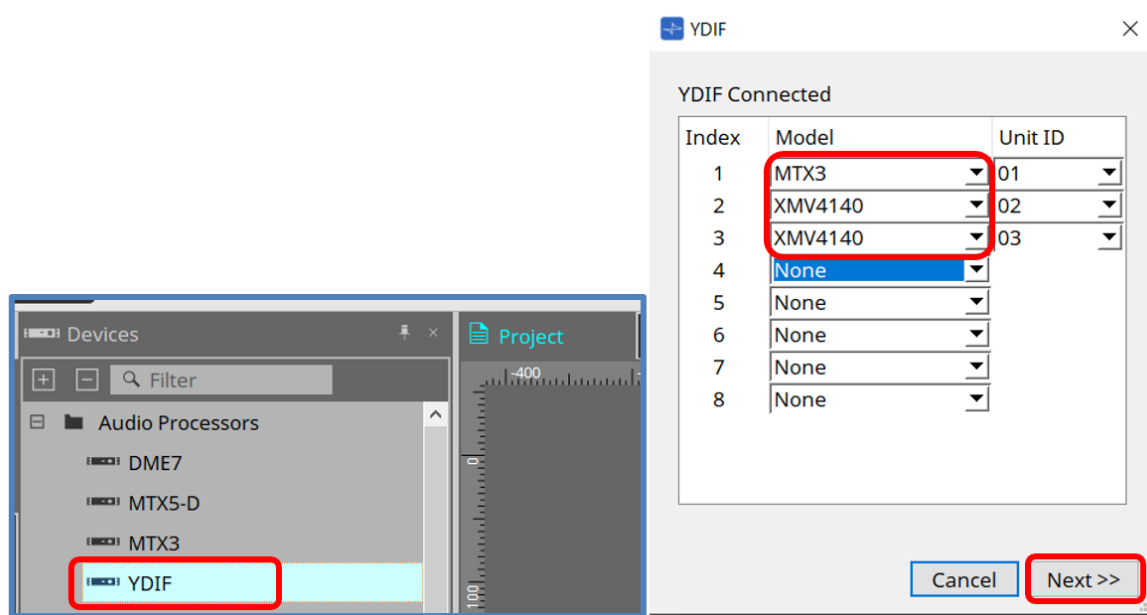 YDIF
YDIF Connected
Index Model Unit ID
1 MTX3 01
2 XMV4140 02
3 XMV4140 03
4 None
5 None
6 None
7 None
8 None
Cancel Next >>
Devices
Project
Filter
-400
Audio Processors
DME7
0
MTX5-D
MTX3
YDIF
100